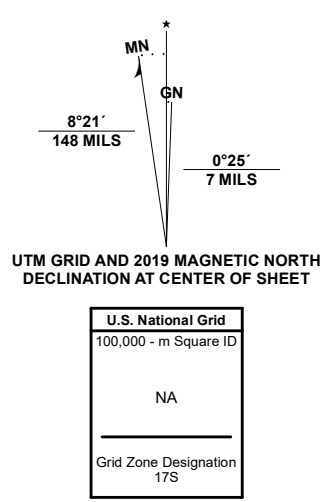 MN
GN
8°21´
148 MILS
0°25´
7 MILS
UTM GRID AND 2019 MAGNETIC NORTH
DECLINATION AT CENTER OF SHEET
U.S. National Grid
100,000 - m Square ID
NA
Grid Zone Designation
17S